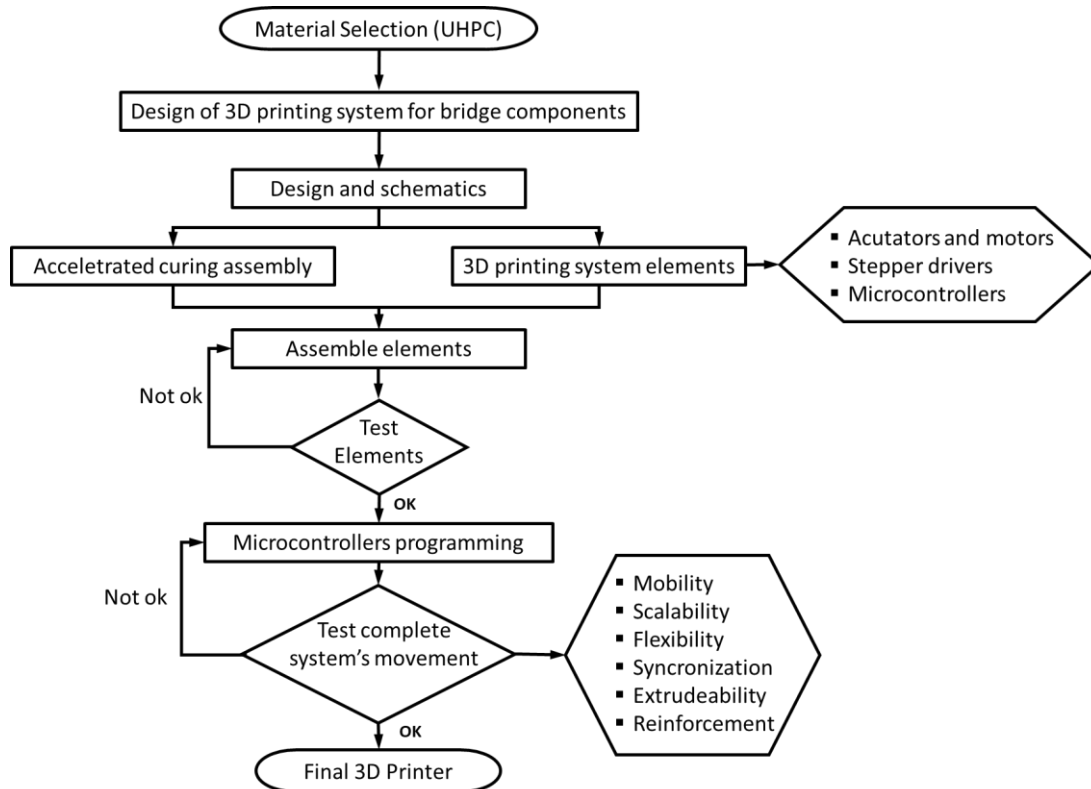 Material Selection (UHPC)
Design of 3D printing system for bridge components
Design and schematics
Acceletrated curing assembly
3D printing system elements
▪ Acutators and motors
▪ Stepper drivers
▪ Microcontrollers
Assemble elements
Not ok
Test
Elements
OK
Microcontrollers programming
Not ok
Test complete
system's movement
▪ Mobility
▪ Scalability
▪ Flexibility
▪ Syncronization
▪ Extrudeability
▪ Reinforcement
OK
Final 3D Printer